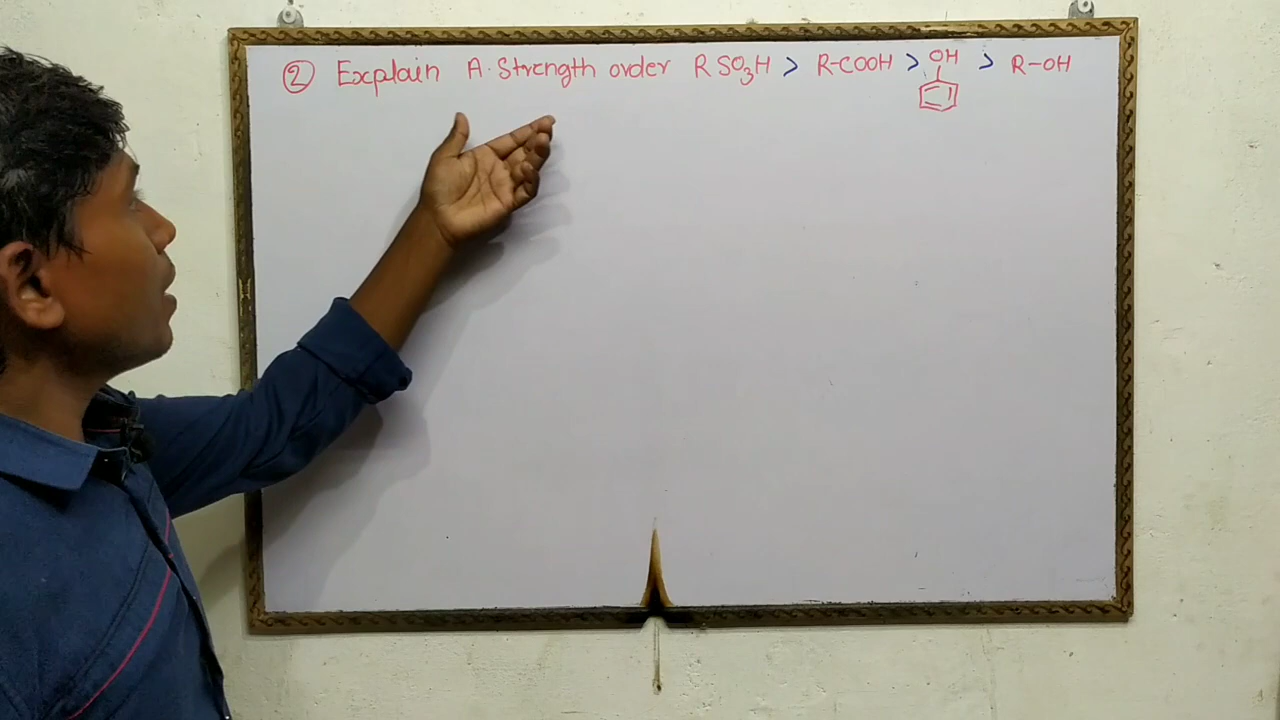 ② Explain A. Strength order RSO₃H > R-COOH > OH > R-OH